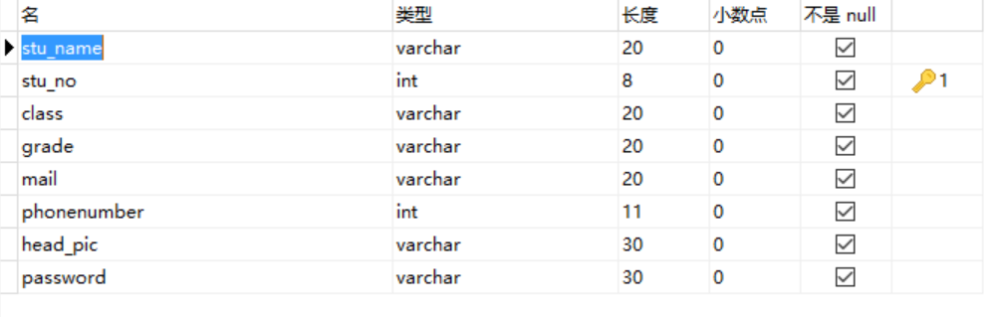 名 类型 长度 小数点 不是 null
stu_name varchar 20 0
stu_no int 8 0 1
class varchar 20 0
grade varchar 20 0
mail varchar 20 0
phonenumber int 11 0
head_pic varchar 30 0
password varchar 30 0